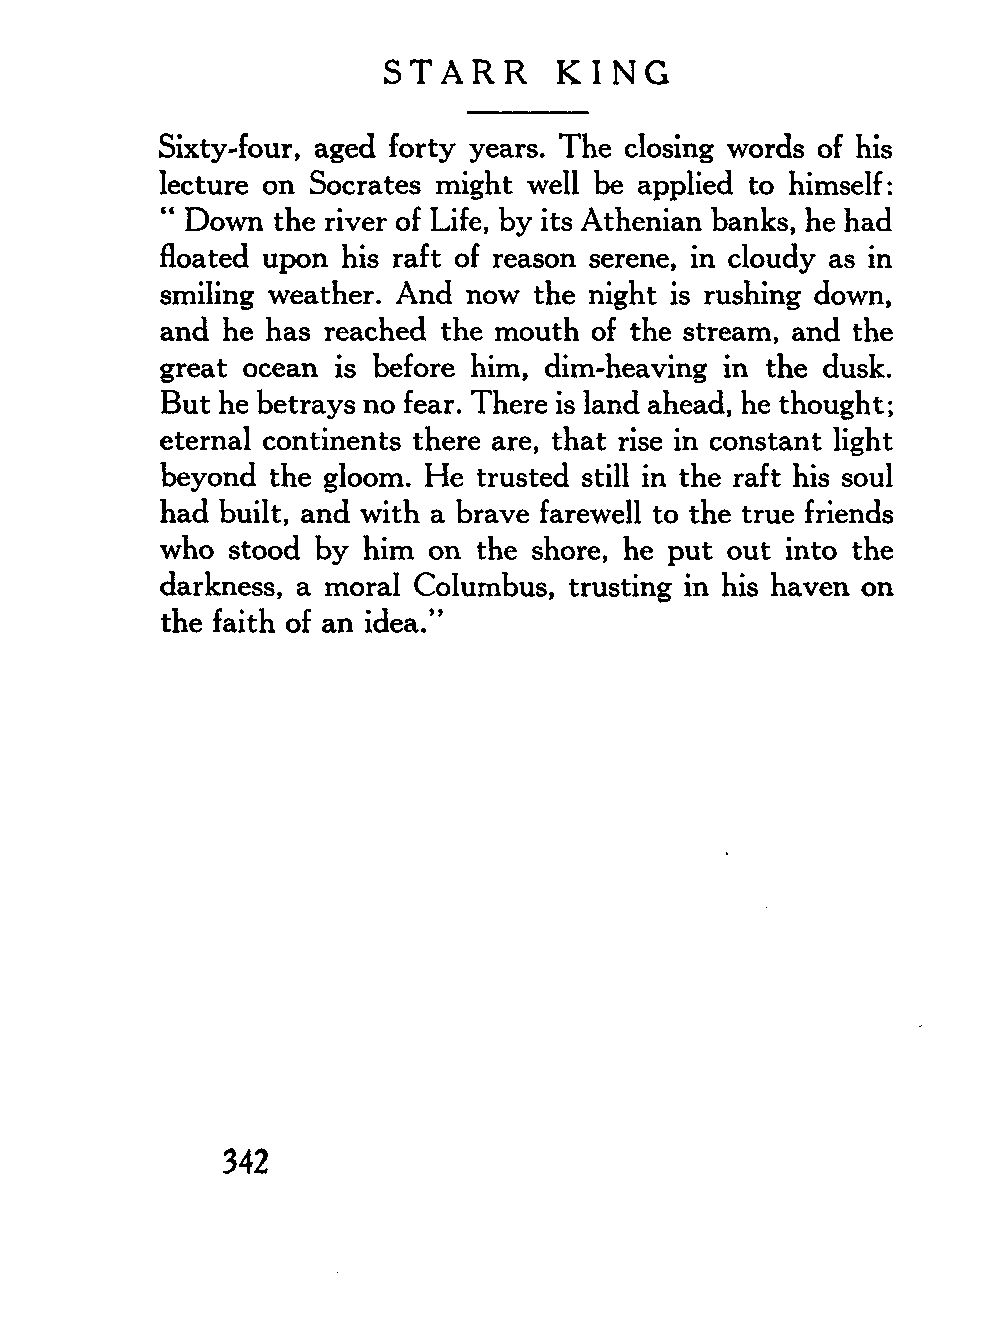 STARR KING
Sixty-four, aged forty years. The closing words of his
lecture on Socrates might well be applied to himself:
“ Down the river of Life, by its Athenian banks, he had
floated upon his raft of reason serene, in cloudy as in
smiling weather. And now the night is rushing down,
and he has reached the mouth of the stream, and the
great ocean is before him, dim-heaving in the dusk.
But he betrays no fear. There is land ahead, he thought;
eternal continents there are, that rise in constant light
beyond the gloom. He trusted still in the raft his soul
had built, and with a brave farewell to the true friends
who stood by him on the shore, he put out into the
darkness, a moral Columbus, trusting in his haven on
the faith of an idea.”
342